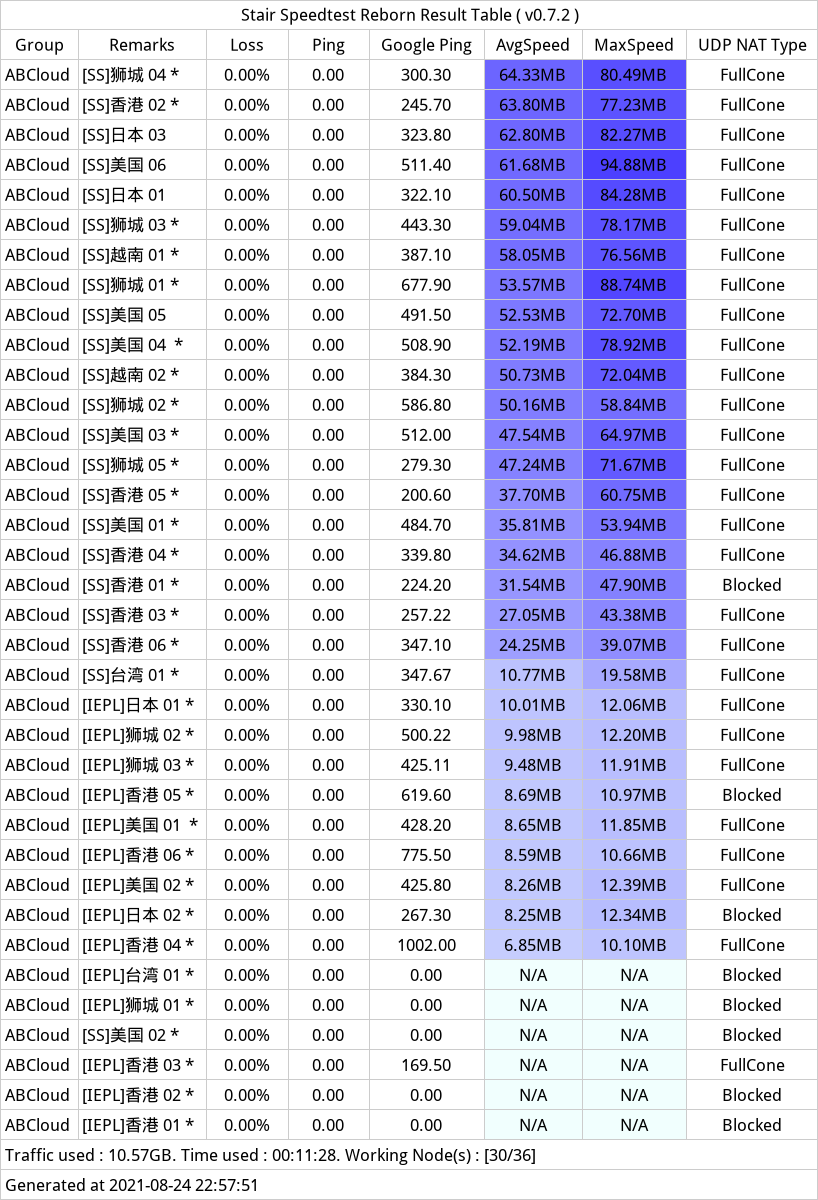 Stair Speedtest Reborn Result Table ( v0.7.2 )
Group Remarks Loss Ping Google Ping AvgSpeed MaxSpeed UDP NAT Type
ABCloud [SS]狮城 04 * 0.00% 0.00 300.30 64.33MB 80.49MB FullCone
ABCloud [SS]香港 02 * 0.00% 0.00 245.70 63.80MB 77.23MB FullCone
ABCloud [SS]日本 03 0.00% 0.00 323.80 62.80MB 82.27MB FullCone
ABCloud [SS]美国 06 0.00% 0.00 511.40 61.68MB 94.88MB FullCone
ABCloud [SS]日本 01 0.00% 0.00 322.10 60.50MB 84.28MB FullCone
ABCloud [SS]狮城 03 * 0.00% 0.00 443.30 59.04MB 78.17MB FullCone
ABCloud [SS]越南 01 * 0.00% 0.00 387.10 58.05MB 76.56MB FullCone
ABCloud [SS]狮城 01 * 0.00% 0.00 677.90 53.57MB 88.74MB FullCone
ABCloud [SS]美国 05 0.00% 0.00 491.50 52.53MB 72.70MB FullCone
ABCloud [SS]美国 04 * 0.00% 0.00 508.90 52.19MB 78.92MB FullCone
ABCloud [SS]越南 02 * 0.00% 0.00 384.30 50.73MB 72.04MB FullCone
ABCloud [SS]狮城 02 * 0.00% 0.00 586.80 50.16MB 58.84MB FullCone
ABCloud [SS]美国 03 * 0.00% 0.00 512.00 47.54MB 64.97MB FullCone
ABCloud [SS]狮城 05 * 0.00% 0.00 279.30 47.24MB 71.67MB FullCone
ABCloud [SS]香港 05 * 0.00% 0.00 200.60 37.70MB 60.75MB FullCone
ABCloud [SS]美国 01 * 0.00% 0.00 484.70 35.81MB 53.94MB FullCone
ABCloud [SS]香港 04 * 0.00% 0.00 339.80 34.62MB 46.88MB FullCone
ABCloud [SS]香港 01 * 0.00% 0.00 224.20 31.54MB 47.90MB Blocked
ABCloud [SS]香港 03 * 0.00% 0.00 257.22 27.05MB 43.38MB FullCone
ABCloud [SS]香港 06 * 0.00% 0.00 347.10 24.25MB 39.07MB FullCone
ABCloud [SS]台湾 01 * 0.00% 0.00 347.67 10.77MB 19.58MB FullCone
ABCloud [IEPL]日本 01 * 0.00% 0.00 330.10 10.01MB 12.06MB FullCone
ABCloud [IEPL]狮城 02 * 0.00% 0.00 500.22 9.98MB 12.20MB FullCone
ABCloud [IEPL]狮城 03 * 0.00% 0.00 425.11 9.48MB 11.91MB FullCone
ABCloud [IEPL]香港 05 * 0.00% 0.00 619.60 8.69MB 10.97MB Blocked
ABCloud [IEPL]美国 01 * 0.00% 0.00 428.20 8.65MB 11.85MB FullCone
ABCloud [IEPL]香港 06 * 0.00% 0.00 775.50 8.59MB 10.66MB FullCone
ABCloud [IEPL]美国 02 * 0.00% 0.00 425.80 8.26MB 12.39MB FullCone
ABCloud [IEPL]日本 02 * 0.00% 0.00 267.30 8.25MB 12.34MB Blocked
ABCloud [IEPL]香港 04 * 0.00% 0.00 1002.00 6.85MB 10.10MB FullCone
ABCloud [IEPL]台湾 01 * 0.00% 0.00 0.00 N/A N/A Blocked
ABCloud [IEPL]狮城 01 * 0.00% 0.00 0.00 N/A N/A Blocked
ABCloud [SS]美国 02 * 0.00% 0.00 0.00 N/A N/A Blocked
ABCloud [IEPL]香港 03 * 0.00% 0.00 169.50 N/A N/A FullCone
ABCloud [IEPL]香港 02 * 0.00% 0.00 0.00 N/A N/A Blocked
ABCloud [IEPL]香港 01 * 0.00% 0.00 0.00 N/A N/A Blocked
Traffic used : 10.57GB. Time used : 00:11:28. Working Node(s) : [30/36]
Generated at 2021-08-24 22:57:51